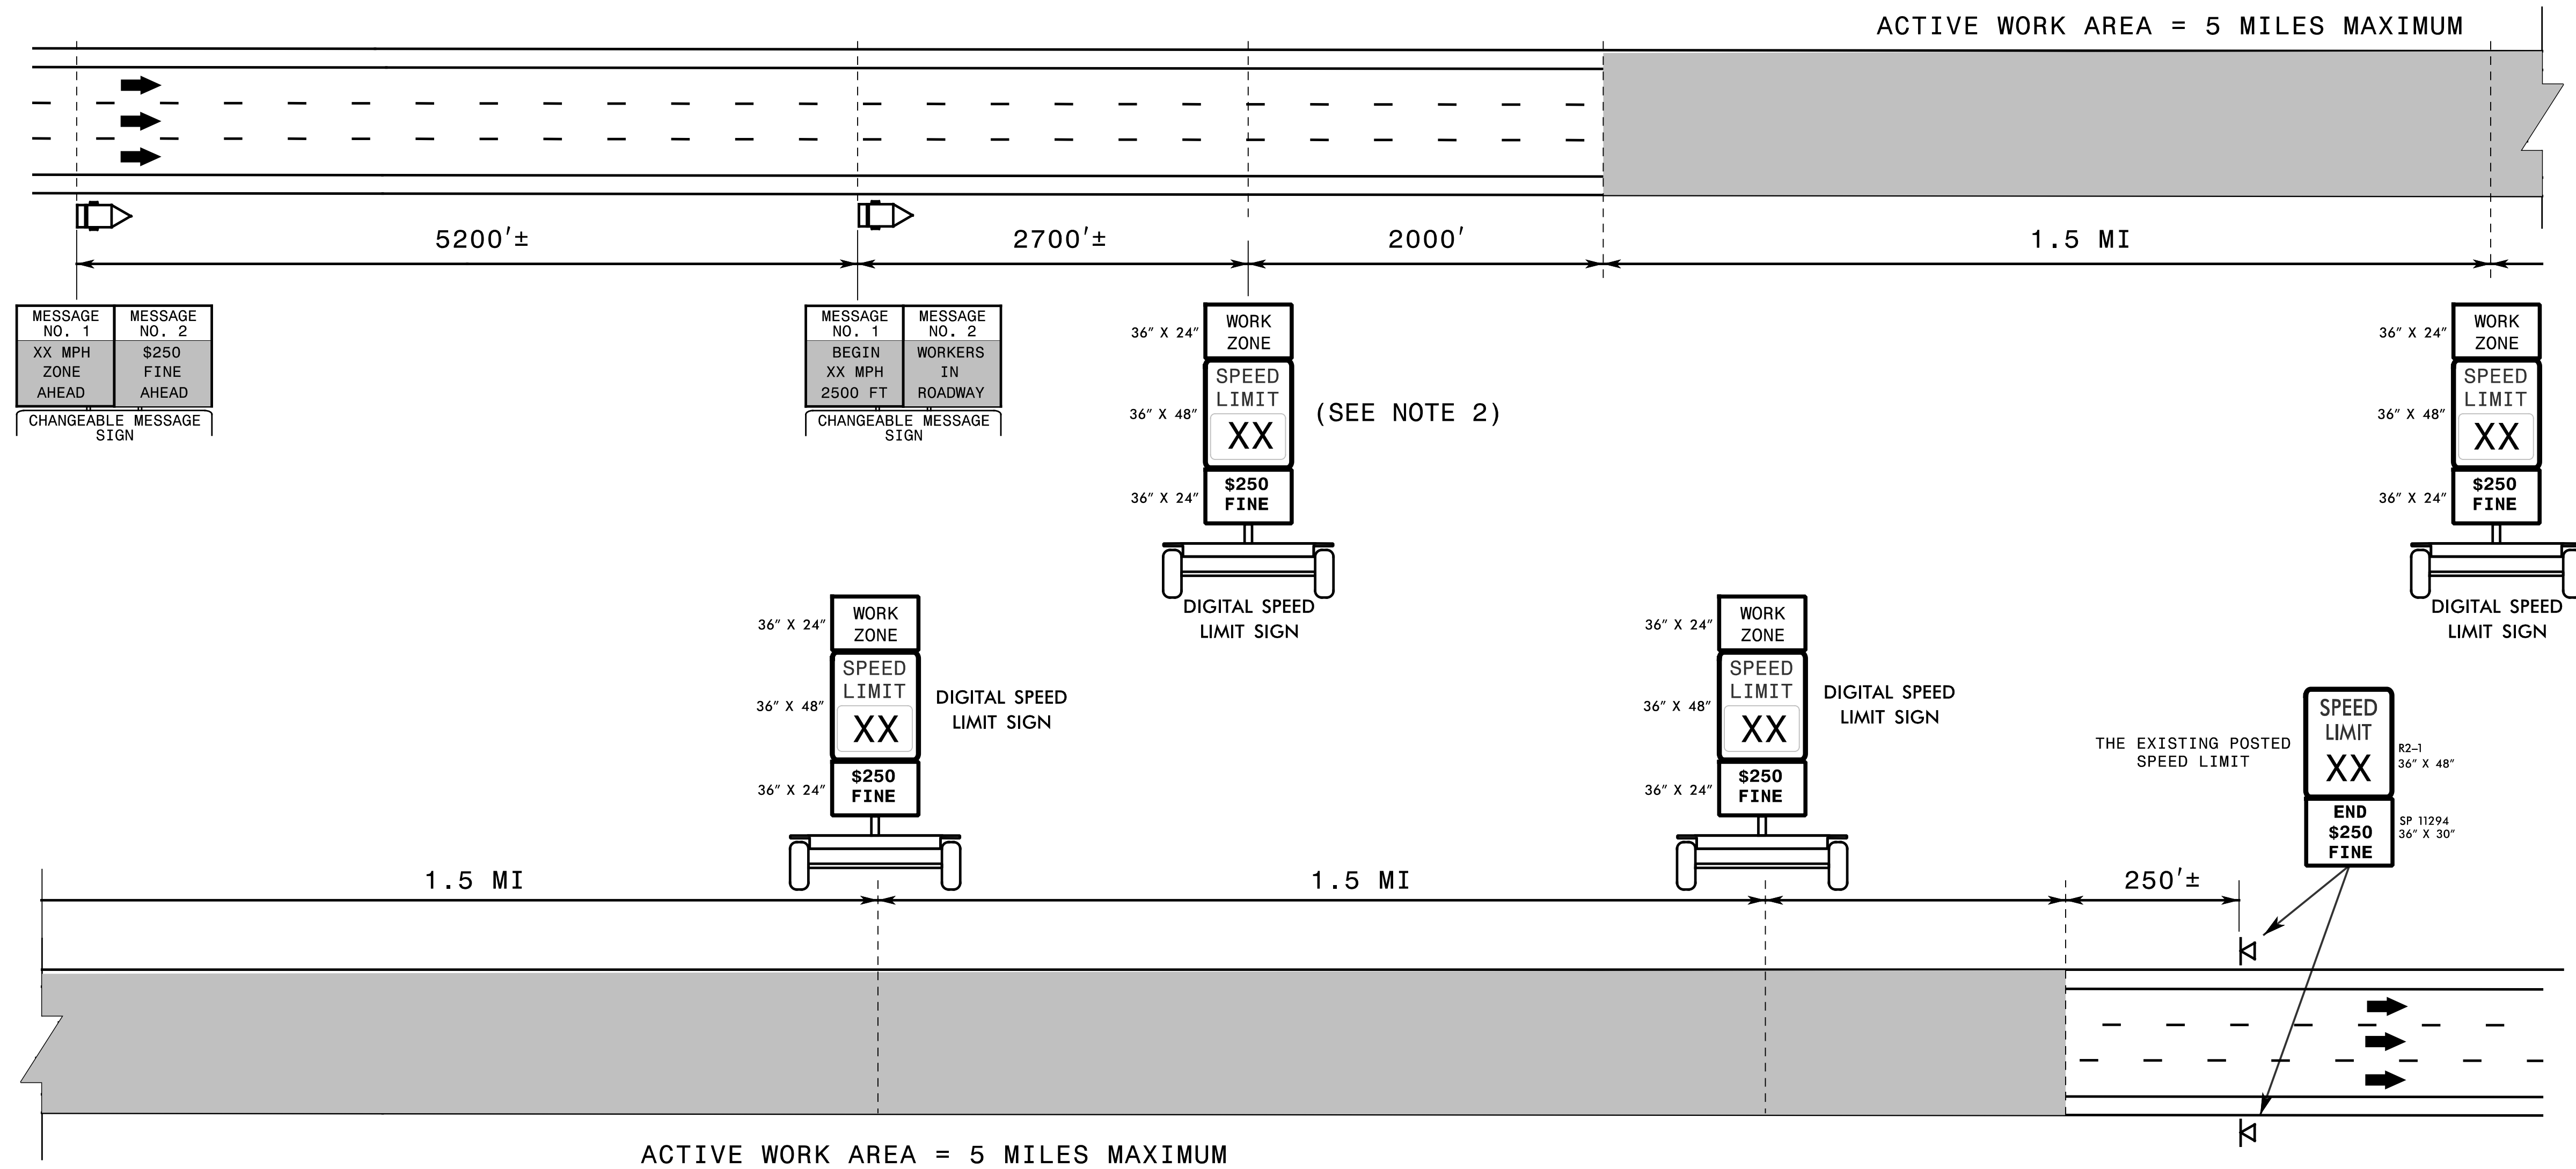 ACTIVE WORK AREA = 5 MILES MAXIMUM
5200'±
2700'±
2000'
1.5 MI
MESSAGE NO. 1
XX MPH
ZONE
AHEAD
MESSAGE NO. 2
$250
FINE
AHEAD
CHANGEABLE MESSAGE
SIGN
MESSAGE NO. 1
BEGIN
XX MPH
2500 FT
MESSAGE NO. 2
WORKERS
IN
ROADWAY
CHANGEABLE MESSAGE
SIGN
36" X 24"
WORK
ZONE
36" X 48"
SPEED
LIMIT
XX
(SEE NOTE 2)
36" X 24"
$250
FINE
DIGITAL SPEED
LIMIT SIGN
36" X 24"
WORK
ZONE
36" X 48"
SPEED
LIMIT
XX
36" X 24"
$250
FINE
DIGITAL SPEED
LIMIT SIGN
36" X 24"
WORK
ZONE
36" X 48"
SPEED
LIMIT
XX
DIGITAL SPEED
LIMIT SIGN
36" X 24"
$250
FINE
36" X 24"
WORK
ZONE
36" X 48"
SPEED
LIMIT
XX
DIGITAL SPEED
LIMIT SIGN
36" X 24"
$250
FINE
THE EXISTING POSTED
SPEED LIMIT
SPEED
LIMIT
XX
R2-1
36" X 48"
END
$250
FINE
SP 11294
36" X 30"
1.5 MI
1.5 MI
250'±
ACTIVE WORK AREA = 5 MILES MAXIMUM